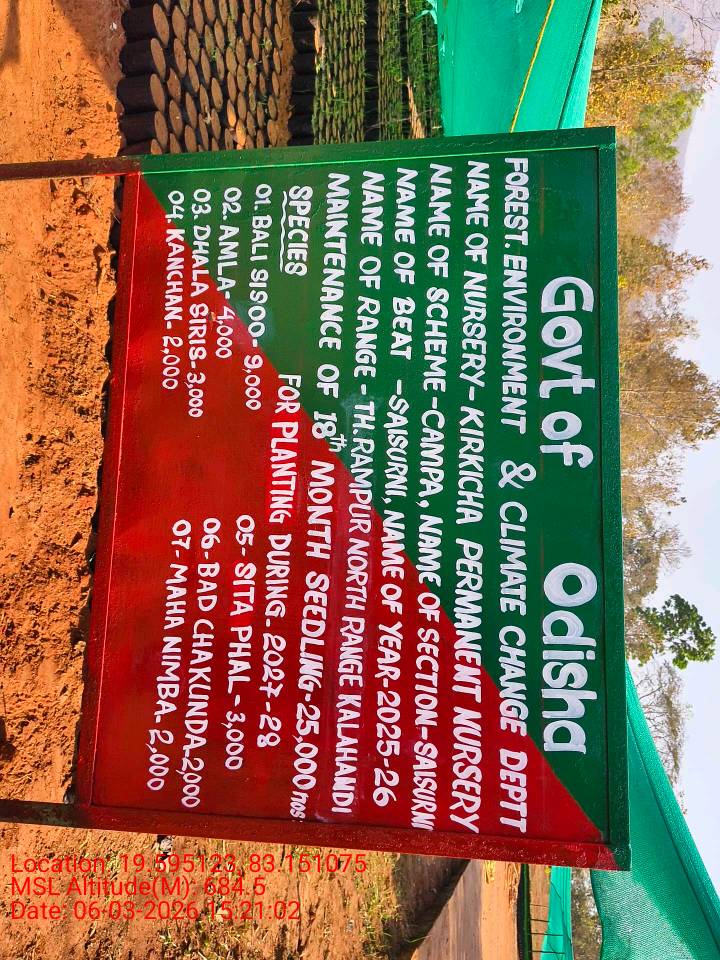 Govt of Odisha
FOREST. ENVIRONMENT & CLIMATE CHANGE DEPTT
NAME OF NURSERY-KIRKICHA PERMANENT NURSERY
NAME OF SCHEME-CAMPA, NAME OF SECTION-SAISURNI
NAME OF BEAT -SAISURNI, NAME OF YEAR-2025-26
NAME OF RANGE-TH.RAMPUR NORTH RANGE KALAHANDI
MAINTENANCE OF 18th MONTH SEEDLING-25,000 nos
SPECIES FOR PLANTING DURING. 2027-28
01. BALI SISOO- 9,000
02. AMLA- 4,000
03. DHALA SIRIS-3,000
04. KANCHAN- 2,000
05- SITA PHAL-3,000
06-BAD CHAKUNDA-2,000
07-MAHA NIMBA- 2,000
Location: 19.595123, 83.151075
MSL Altitude(M): 684.5
Date: 06-03-2026 15:21:02